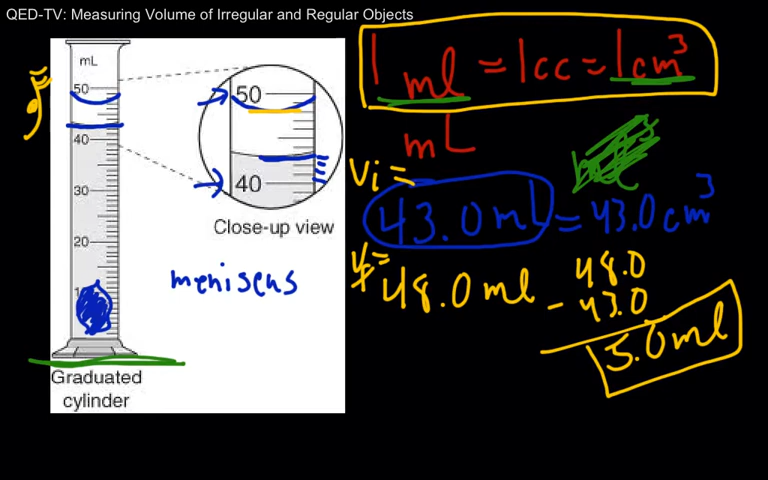 QED-TV: Measuring Volume of Irregular and Regular Objects
mL
50
40
30
20
50
40
Close-up view
meniscus
Graduated
cylinder
1 ml = 1cc = 1cm³
mL
Vi =
43.0 ml = 43.0 cm³
Vf = 48.0 ml
48.0
- 43.0
5.0 ml